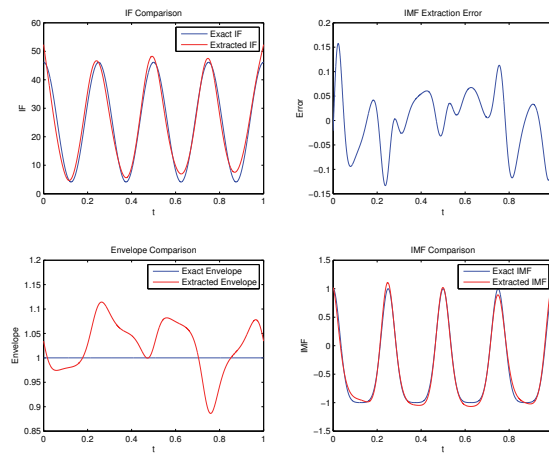 IF Comparison
60
50
40
30
20
10
0
IF
Exact IF
Extracted IF
0
0.2
0.4
0.6
0.8
1
t
IMF Extraction Error
0.2
0.15
0.1
0.05
0
−0.05
−0.1
−0.15
Error
0
0.2
0.4
0.6
0.8
t
Envelope Comparison
1.2
1.15
1.1
1.05
1
0.95
0.9
0.85
Envelope
Exact Envelope
Extracted Envelope
0
0.2
0.4
0.6
0.8
1
t
IMF Comparison
1.5
1
0.5
0
−0.5
−1
−1.5
IMF
Exact IMF
Extracted IMF
0
0.2
0.4
0.6
0.8
t